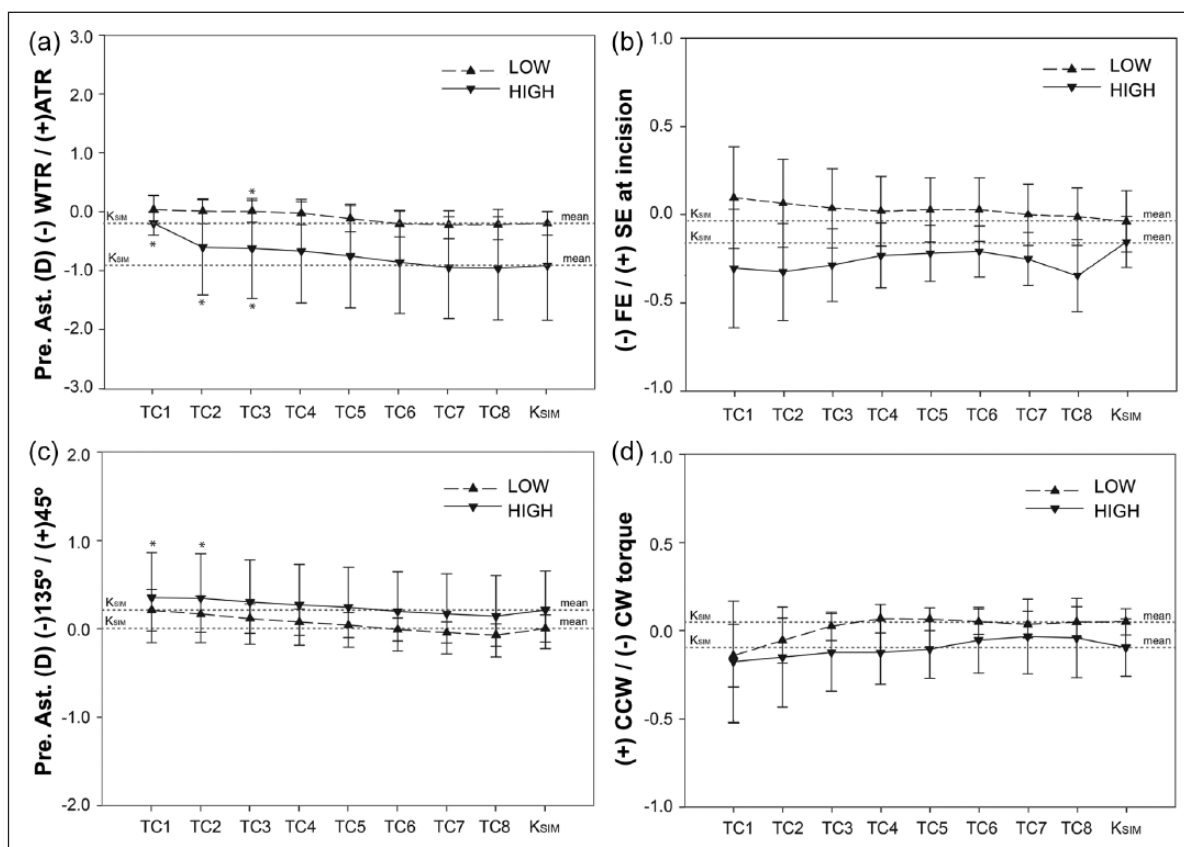 (a)
Pre. Ast. (D) (-) WTR / (+)ATR
3.0
2.0
1.0
0.0
-1.0
-2.0
-3.0
LOW
HIGH
*
KSIM
mean
*
KSIM
mean
*
*
TC1 TC2 TC3 TC4 TC5 TC6 TC7 TC8 KSIM
(b)
(-) FE / (+) SE at incision
1.0
0.5
0.0
-0.5
-1.0
LOW
HIGH
KSIM
mean
KSIM
mean
TC1 TC2 TC3 TC4 TC5 TC6 TC7 TC8 KSIM
(c)
Pre. Ast. (D) (-)135º / (+)45º
2.0
1.0
0.0
-1.0
-2.0
LOW
HIGH
* *
KSIM
mean
KSIM
mean
TC1 TC2 TC3 TC4 TC5 TC6 TC7 TC8 KSIM
(d)
(+) CCW / (-) CW torque
1.0
0.5
0.0
-0.5
-1.0
LOW
HIGH
KSIM
mean
KSIM
mean
TC1 TC2 TC3 TC4 TC5 TC6 TC7 TC8 KSIM